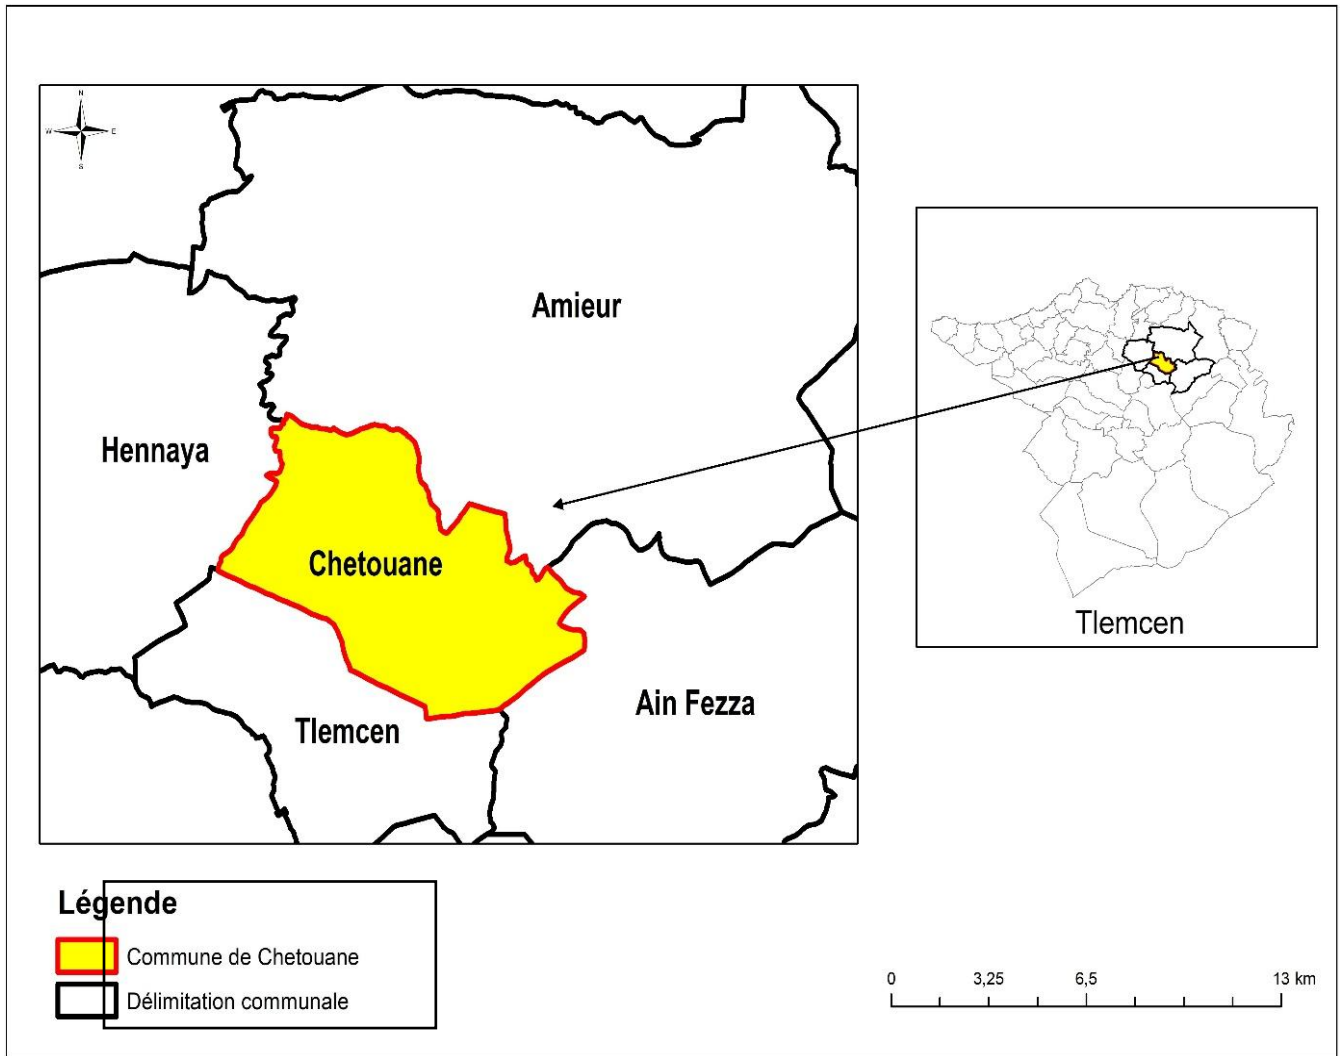 N
W E
S
Amieur
Hennaya
Chetouane
Ain Fezza
Tlemcen
Tlemcen
Légende
Commune de Chetouane
Délimitation communale
0 3,25 6,5 13 km